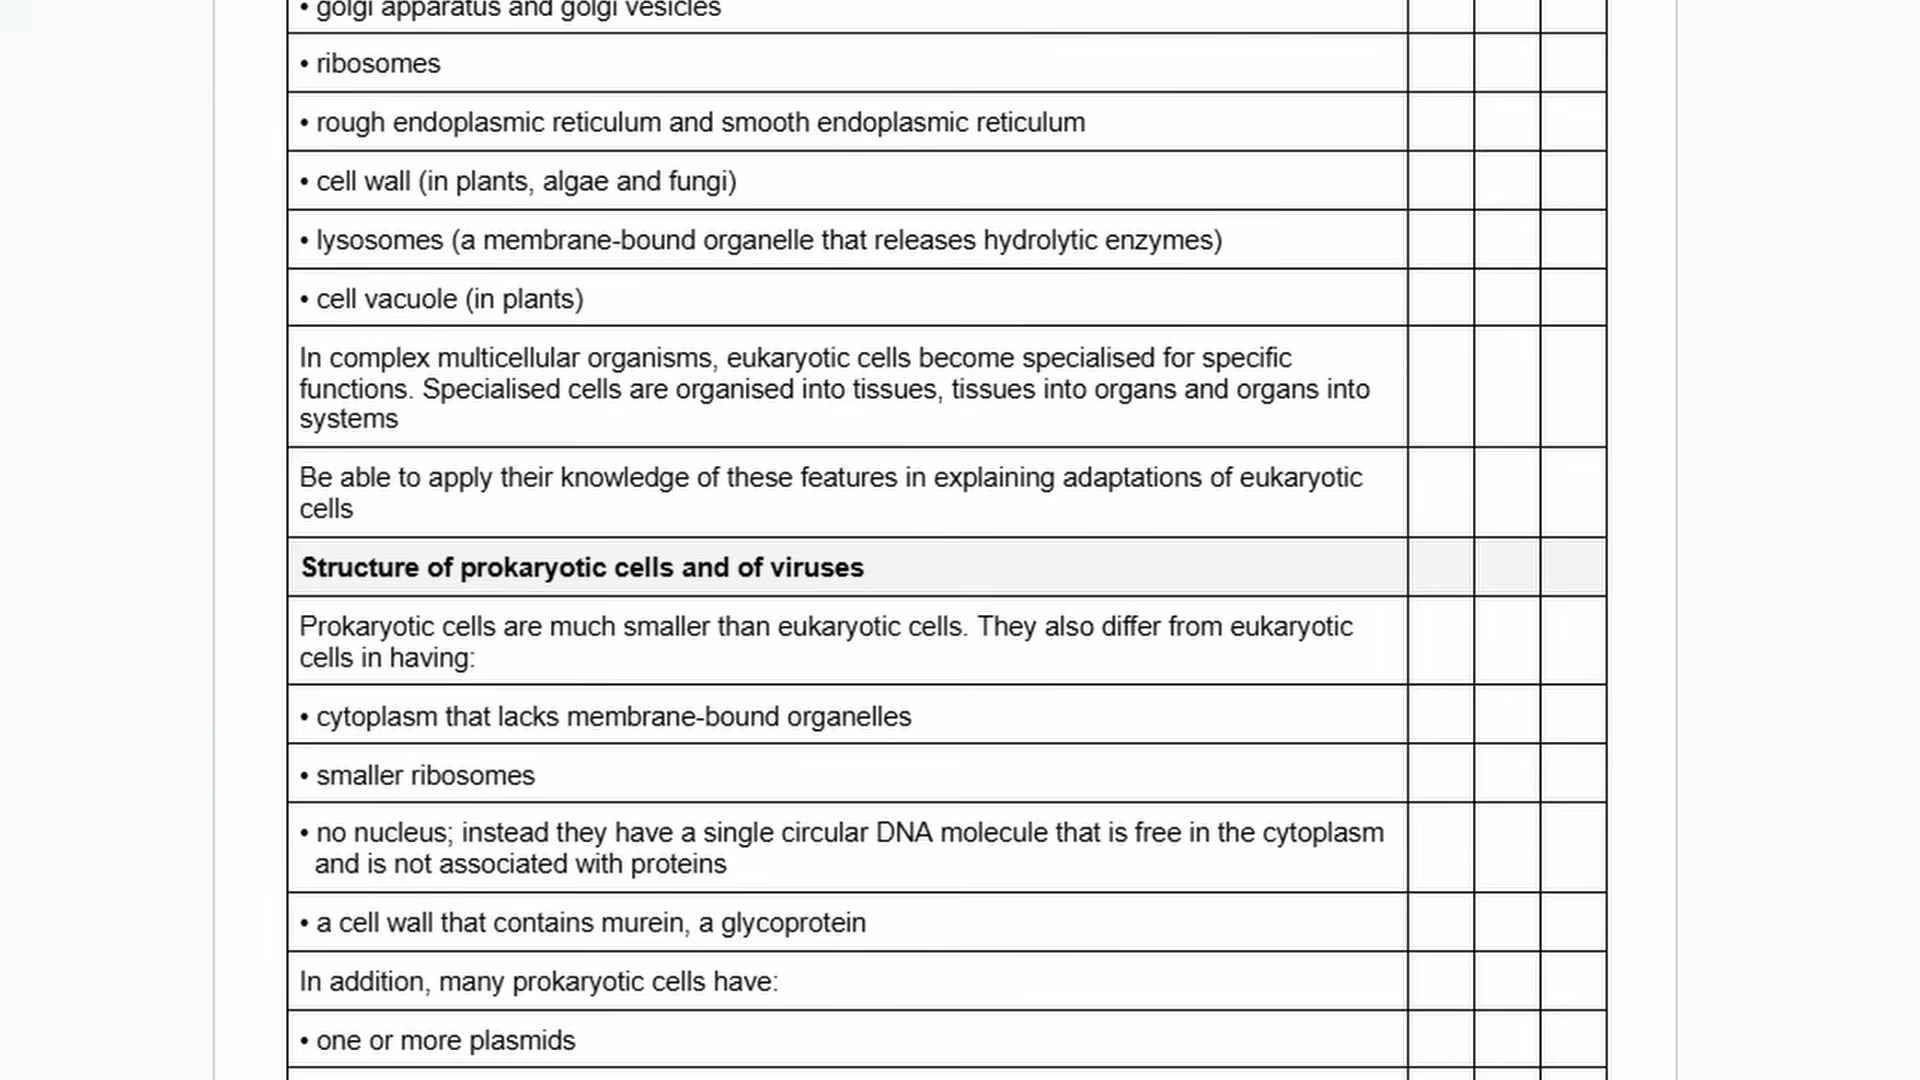 • golgi apparatus and golgi vesicles
• ribosomes
• rough endoplasmic reticulum and smooth endoplasmic reticulum
• cell wall (in plants, algae and fungi)
• lysosomes (a membrane-bound organelle that releases hydrolytic enzymes)
• cell vacuole (in plants)
In complex multicellular organisms, eukaryotic cells become specialised for specific
functions. Specialised cells are organised into tissues, tissues into organs and organs into
systems
Be able to apply their knowledge of these features in explaining adaptations of eukaryotic
cells
Structure of prokaryotic cells and of viruses
Prokaryotic cells are much smaller than eukaryotic cells. They also differ from eukaryotic
cells in having:
• cytoplasm that lacks membrane-bound organelles
• smaller ribosomes
• no nucleus; instead they have a single circular DNA molecule that is free in the cytoplasm
and is not associated with proteins
• a cell wall that contains murein, a glycoprotein
In addition, many prokaryotic cells have:
• one or more plasmids